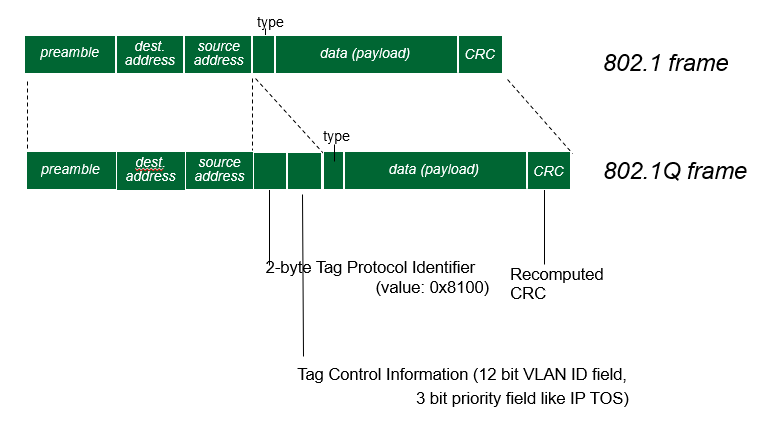 type
preamble
dest.
address
source
address
data (payload)
CRC
802.1 frame
type
preamble
dest.
address
source
address
data (payload)
CRC
802.1Q frame
2-byte Tag Protocol Identifier
(value: 0x8100)
Recomputed
CRC
Tag Control Information (12 bit VLAN ID field,
3 bit priority field like IP TOS)